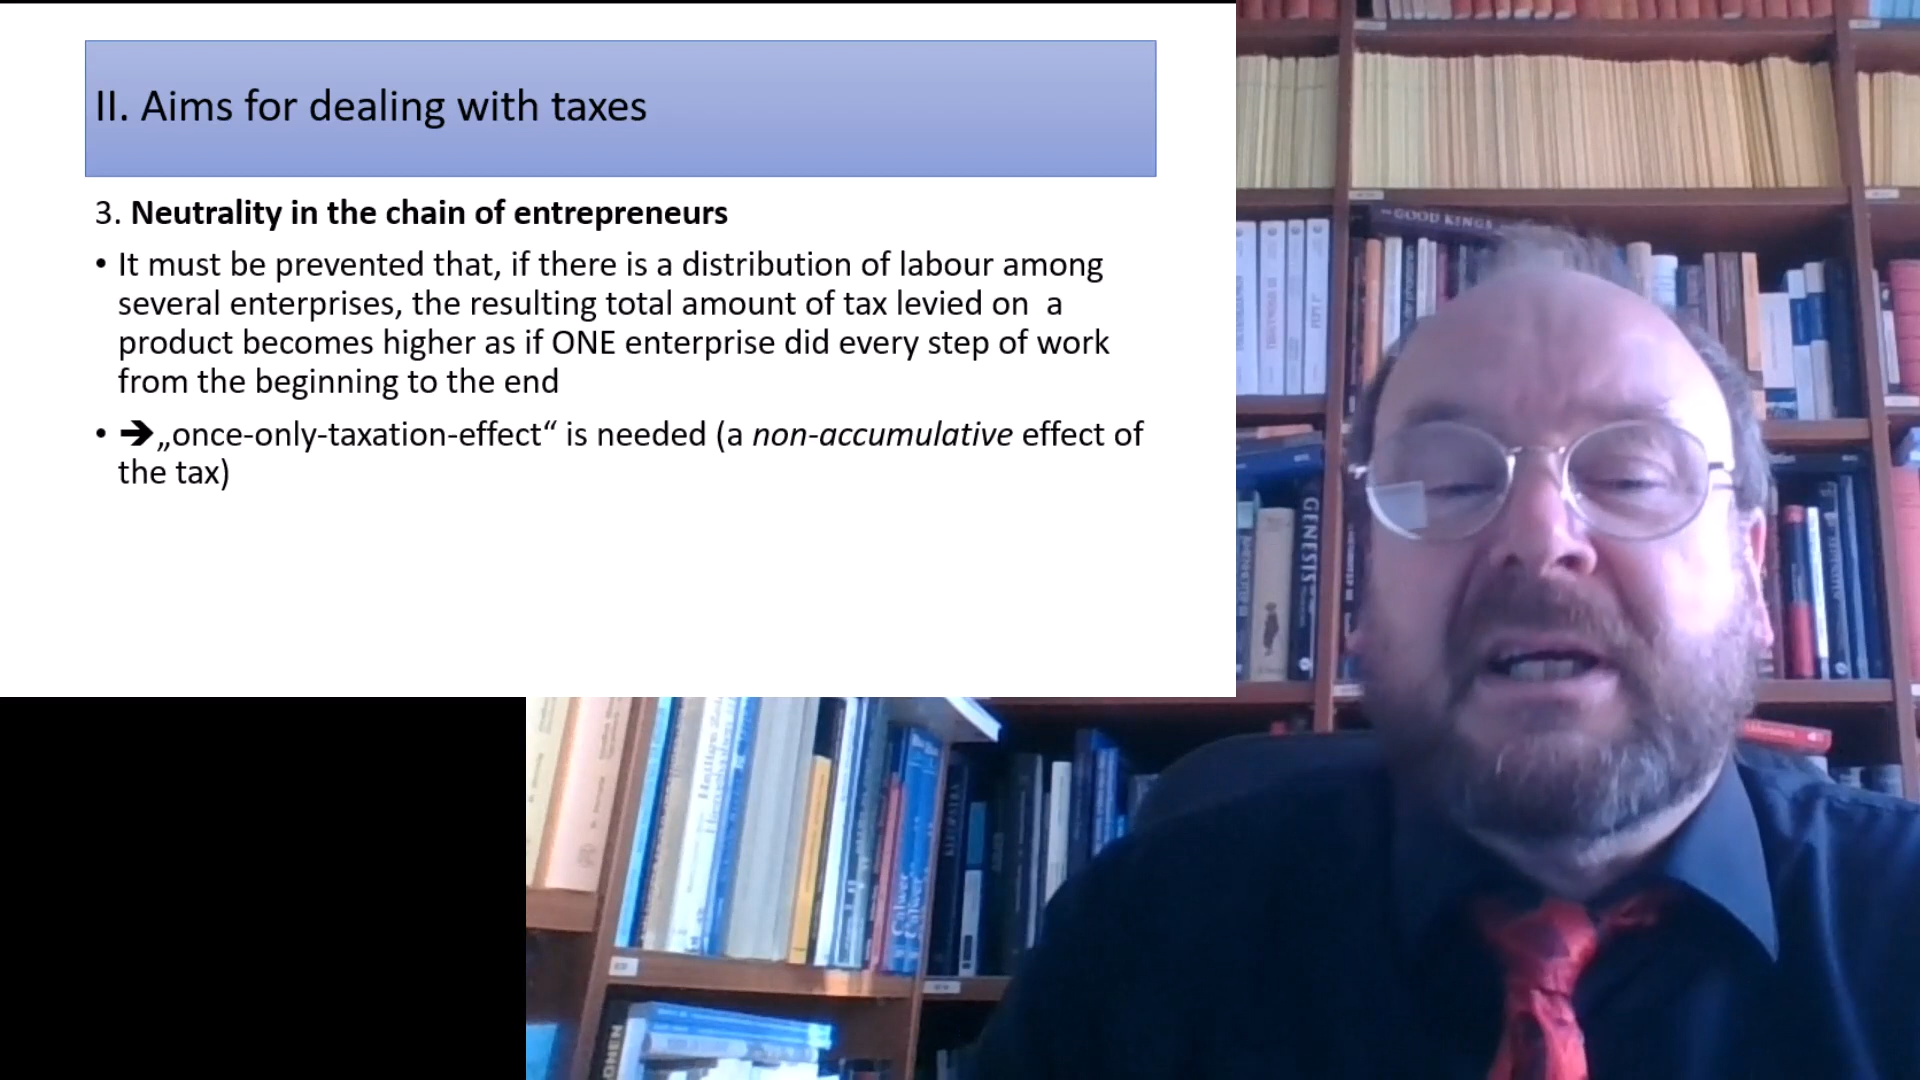 II. Aims for dealing with taxes
3. Neutrality in the chain of entrepreneurs
• It must be prevented that, if there is a distribution of labour among
several enterprises, the resulting total amount of tax levied on a
product becomes higher as if ONE enterprise did every step of work
from the beginning to the end
• ➔„once-only-taxation-effect“ is needed (a non-accumulative effect of
the tax)
GOOD KINGS
GENESIS